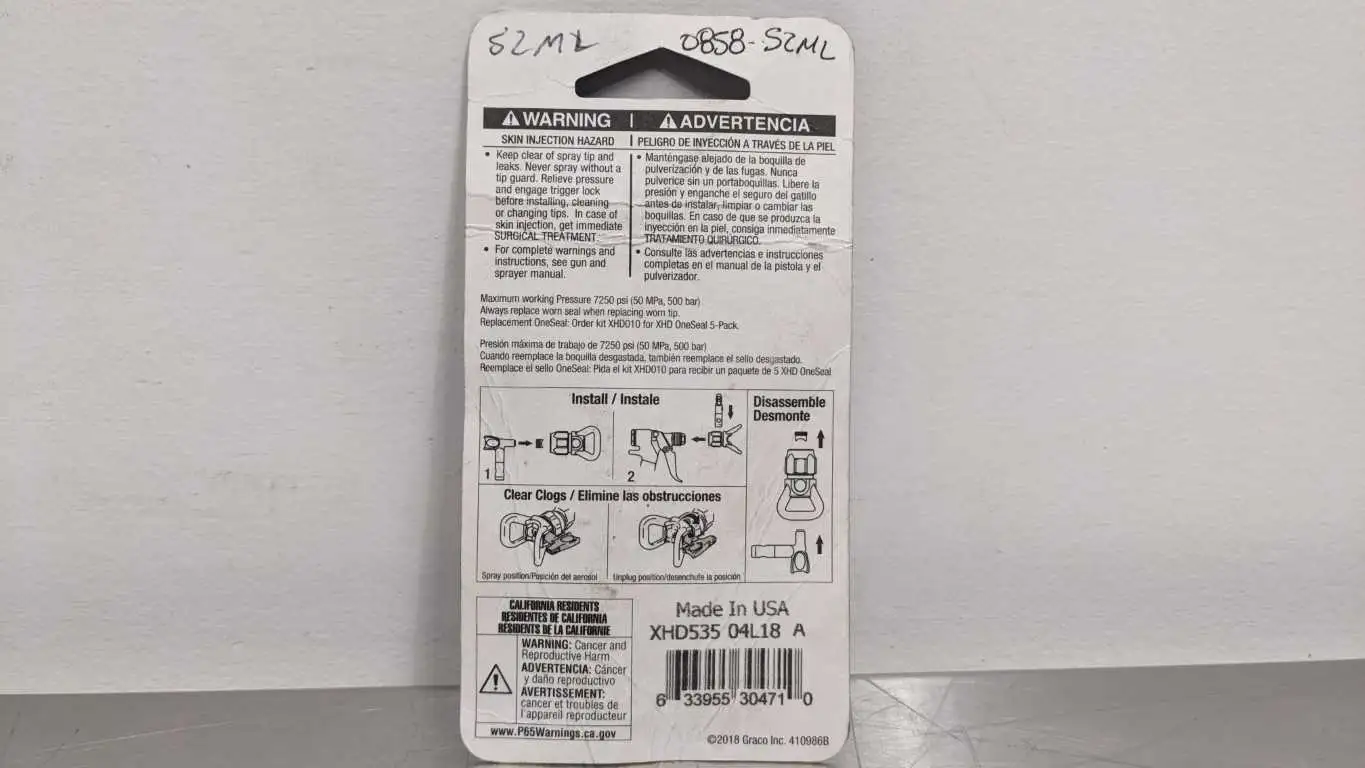 SZML 0858-SZML
WARNING | ADVERTENCIA
SKIN INJECTION HAZARD
• Keep clear of spray tip and
leaks. Never spray without a
tip guard. Relieve pressure
and engage trigger lock
before installing, cleaning
or changing tips. In case of
skin injection, get immediate
SURGICAL TREATMENT.
• For complete warnings and
instructions, see gun and
sprayer manual.
PELIGRO DE INYECCIÓN A TRAVÉS DE LA PIEL
• Manténgase alejado de la boquilla de
pulverización y de las fugas. Nunca
pulverice sin un portaboquillas. Libere la
presión y enganche el seguro del gatillo
antes de instalar, limpiar o cambiar las
boquillas. En caso de que se produzca la
inyección en la piel, consiga inmediatamente
TRATAMIENTO QUIRÚRGICO.
• Consulte las advertencias e instrucciones
completas en el manual de la pistola y el
pulverizador.
Maximum working Pressure 7250 psi (50 MPa, 500 bar)
Always replace worn seal when replacing worn tip.
Replacement OneSeal: Order kit XHD010 for XHD OneSeal 5-Pack.
Presión máxima de trabajo de 7250 psi (50 MPa, 500 bar)
Cuando reemplace la boquilla desgastada, también reemplace el sello desgastado.
Reemplace el sello OneSeal: Pida el kit XHD010 para recibir un paquete de 5 XHD OneSeal
Install / Instale
1
2
Disassemble
Desmonte
Clear Clogs / Elimine las obstrucciones
Spray position/Posición del aerosol
Unplug position/desenchufe la posición
CALIFORNIA RESIDENTS
RESIDENTES DE CALIFORNIA
RÉSIDENTS DE LA CALIFORNIE
WARNING: Cancer and
Reproductive Harm
ADVERTENCIA: Cáncer
y daño reproductivo
AVERTISSEMENT:
cancer et troubles de
l'appareil reproducteur
www.P65Warnings.ca.gov
Made In USA
XHD535 04L18 A
6 33955 30471 0
©2018 Graco Inc. 410986B